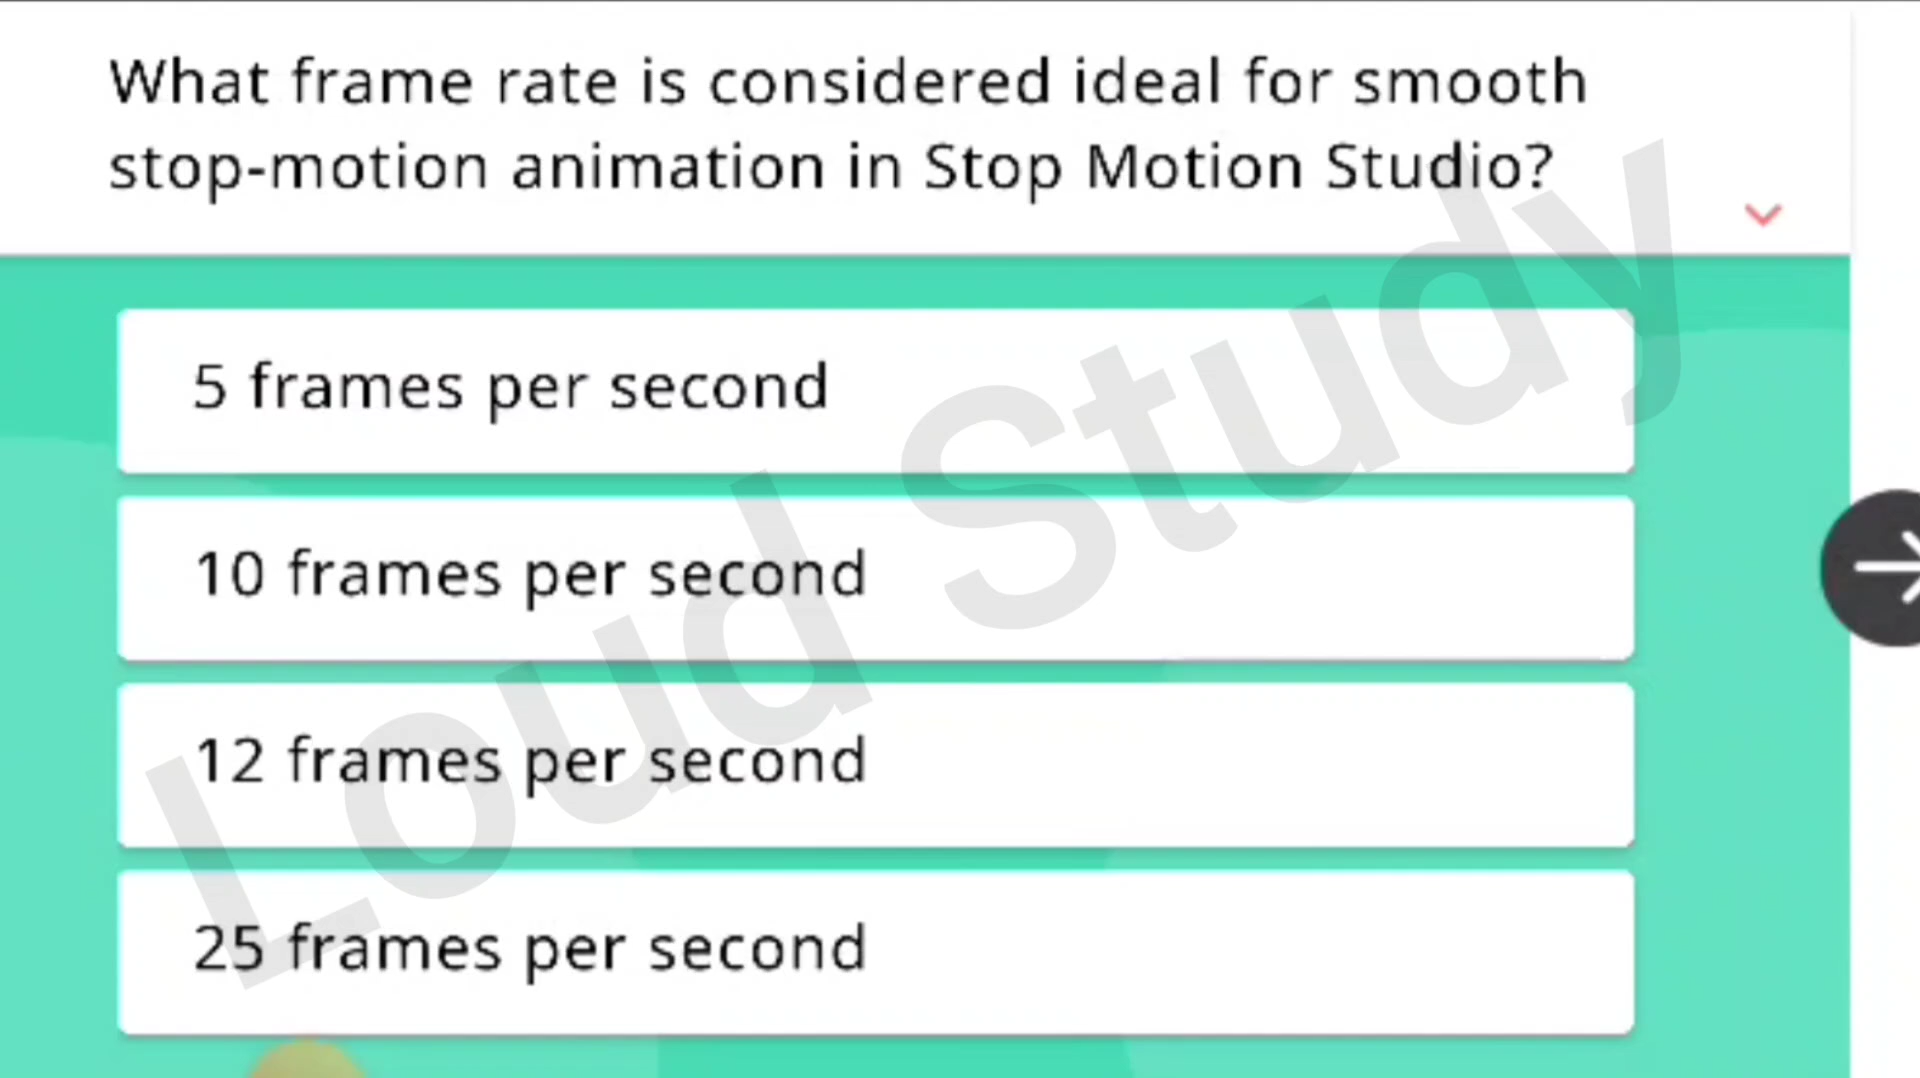 What frame rate is considered ideal for smooth
stop-motion animation in Stop Motion Studio?
5 frames per second
10 frames per second
12 frames per second
25 frames per second
Loud Study